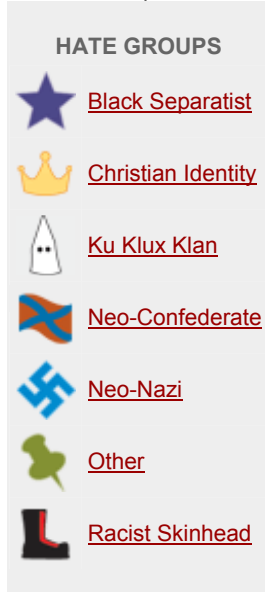 HATE GROUPS
Black Separatist
Christian Identity
Ku Klux Klan
Neo-Confederate
Neo-Nazi
Other
Racist Skinhead